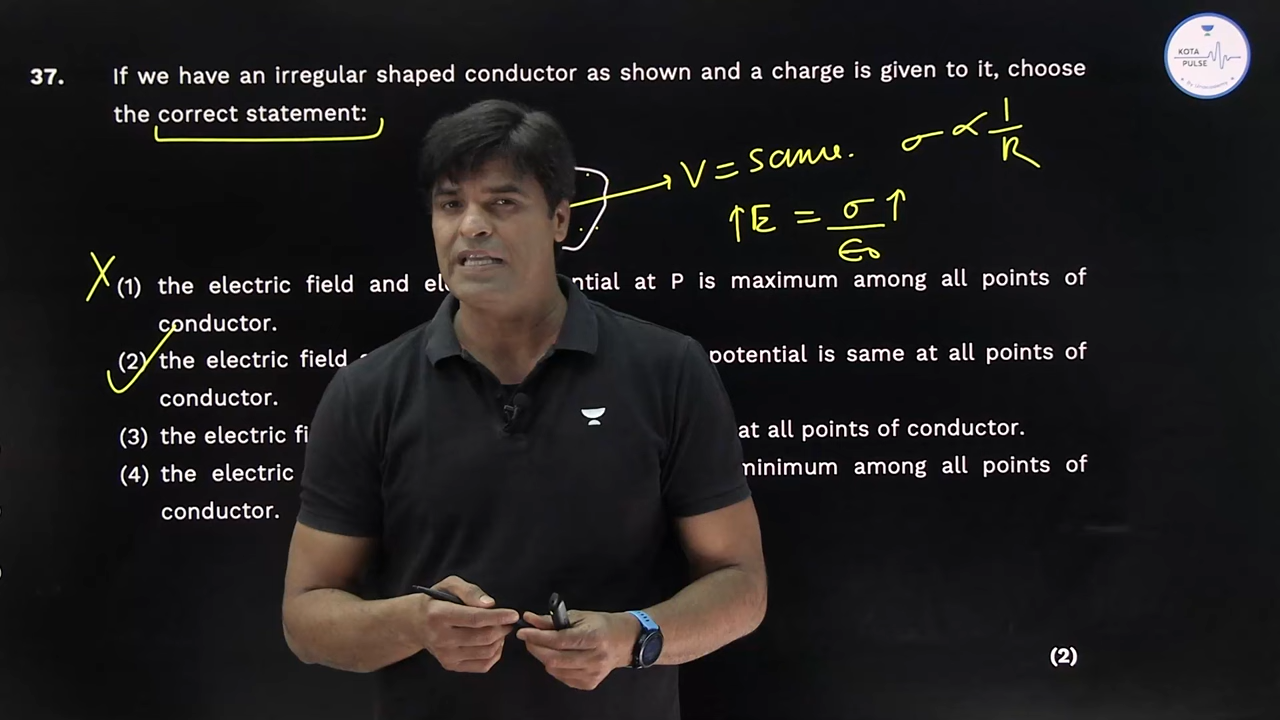 37. If we have an irregular shaped conductor as shown and a charge is given to it, choose
the correct statement:
V = same. σ ∝ 1/R
↑E = σ↑/ε₀
X (1) the electric field and el ntial at P is maximum among all points of
conductor.
(2) the electric field potential is same at all points of
conductor.
(3) the electric fi at all points of conductor.
(4) the electric minimum among all points of
conductor.
(2)
KOTA
PULSE